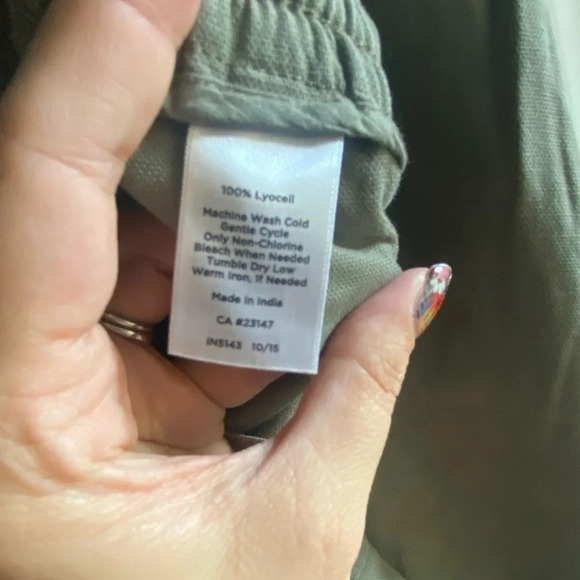 100% Lyocell
Machine Wash Cold
Gentle Cycle
Only Non-Chlorine
Bleach When Needed
Tumble Dry Low
Warm Iron, If Needed
Made in India
CA #23147
IN5143 10/15